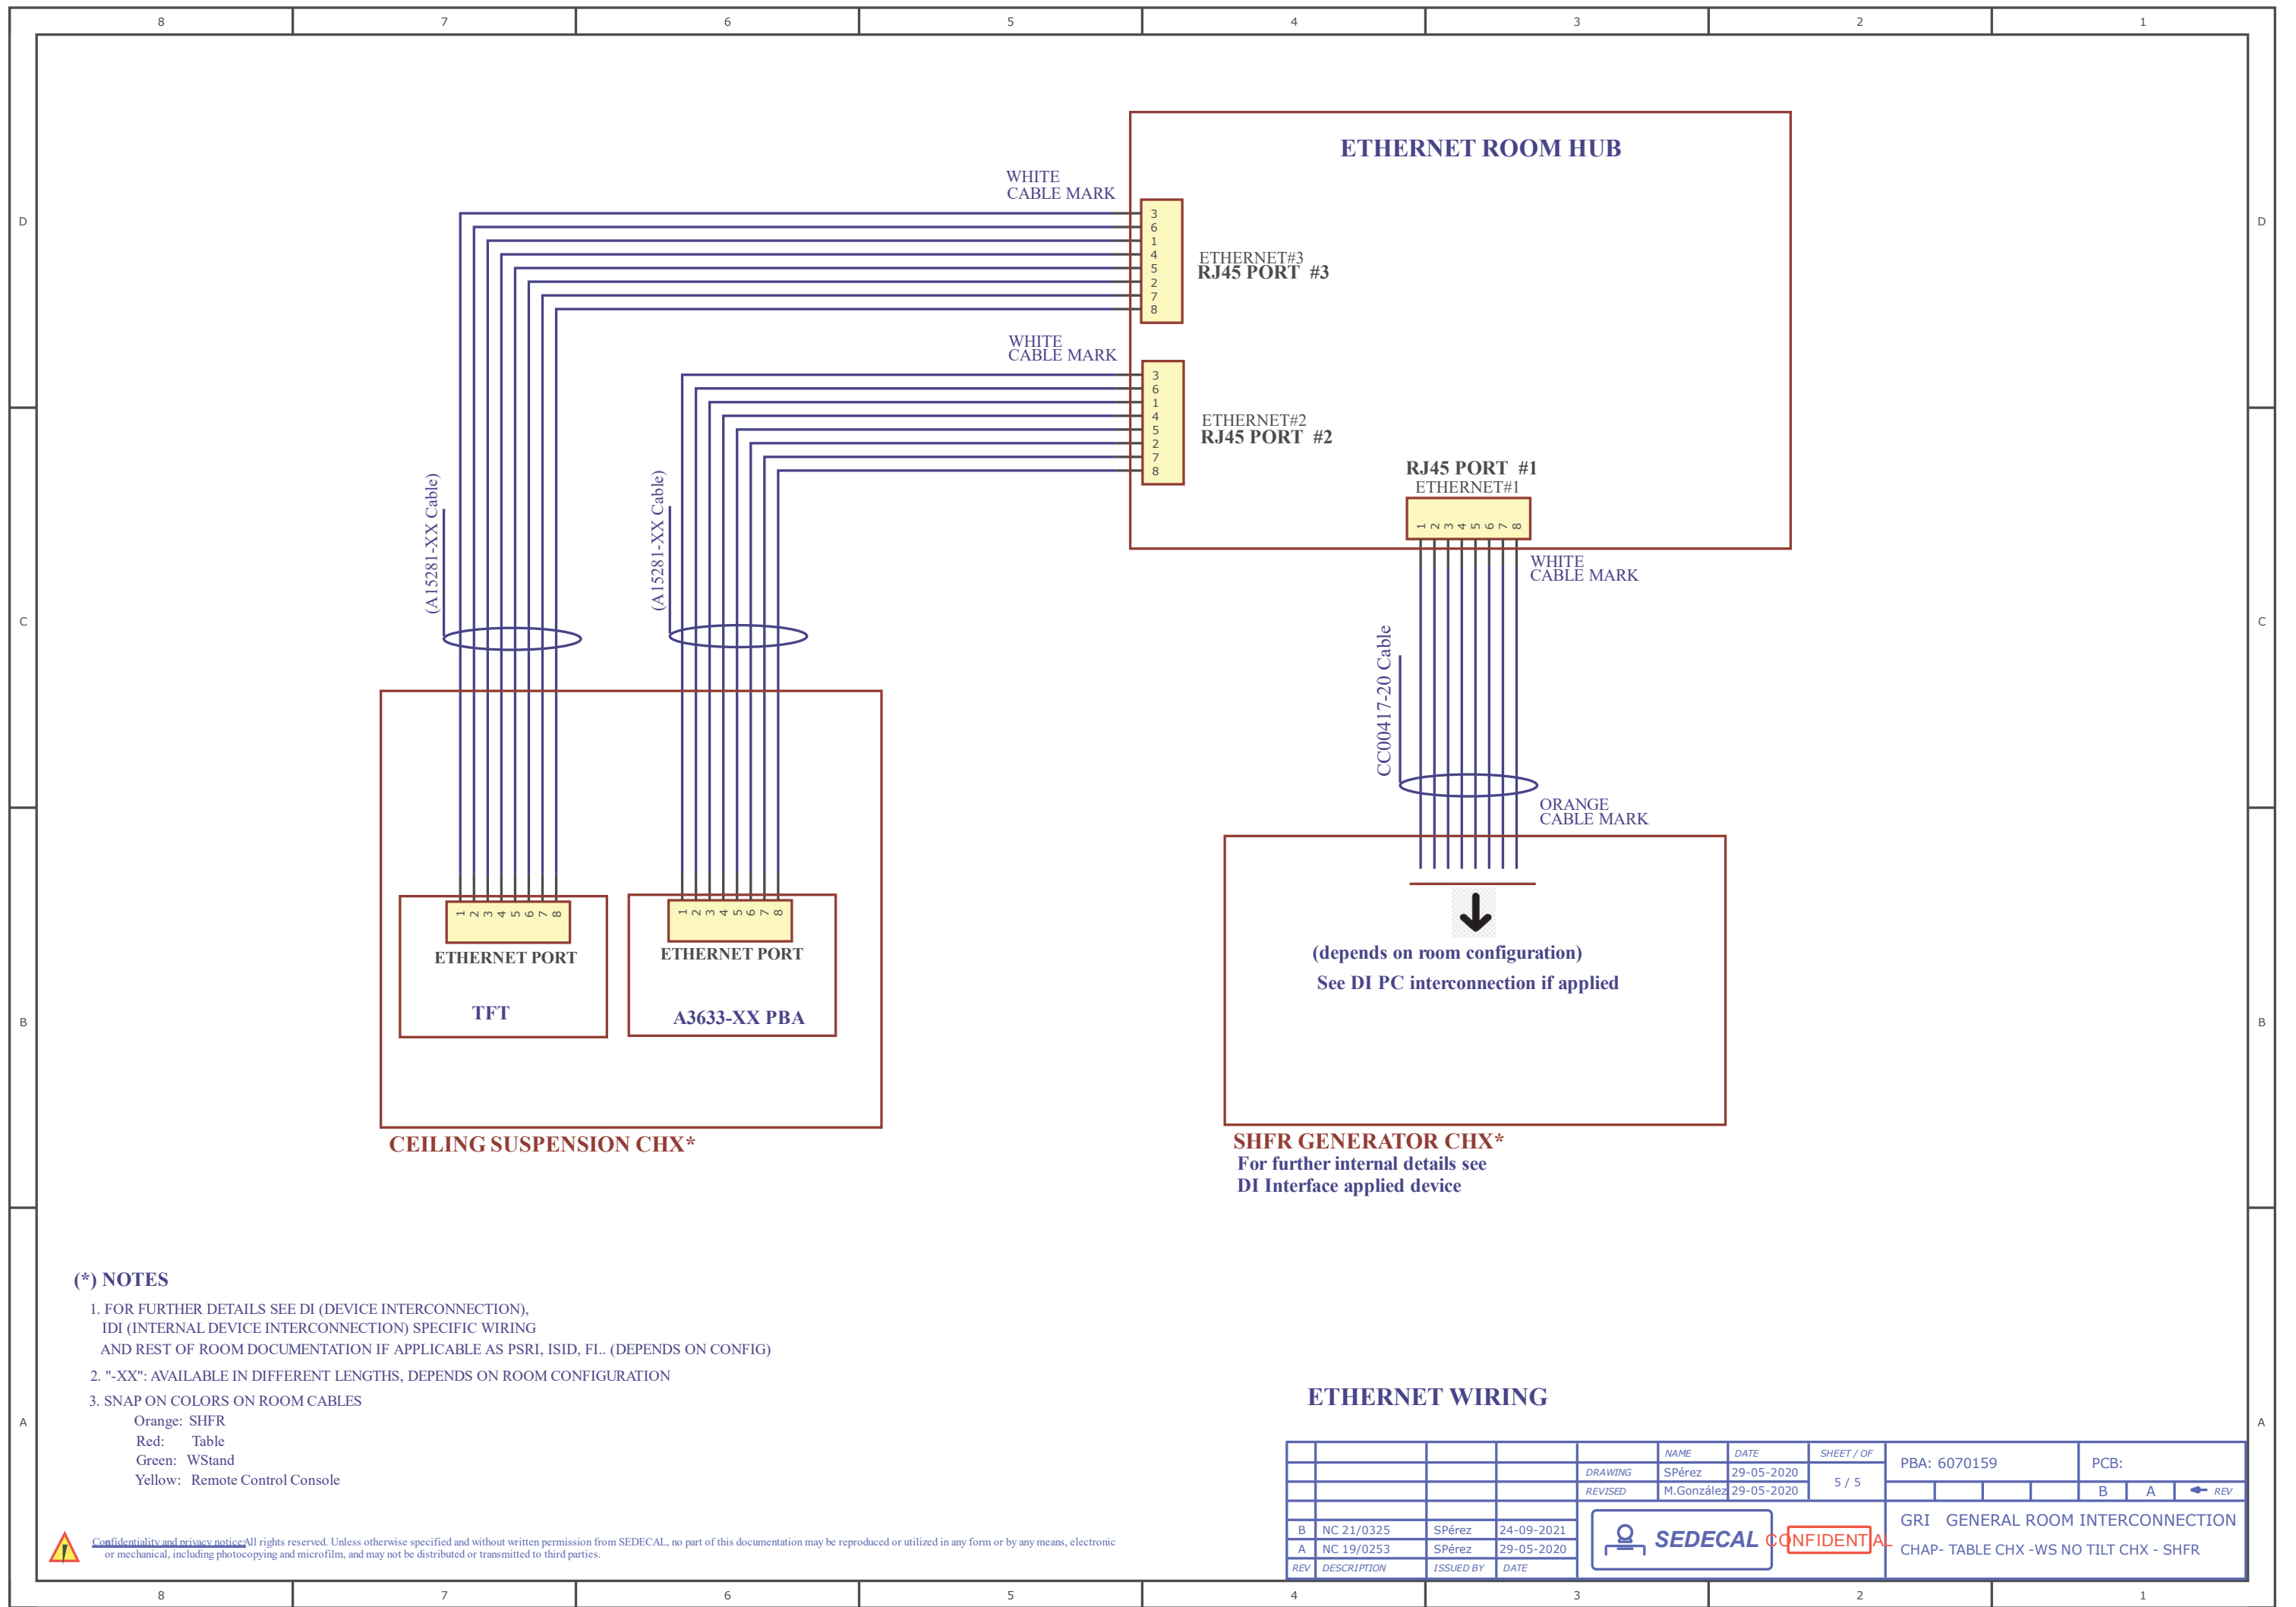 8 7 6 5 4 3 2 1
D
D
C
C
B
B
A
A
ETHERNET ROOM HUB
WHITE
CABLE MARK
3
6
1
4
5
2
7
8
ETHERNET#3
RJ45 PORT #3
WHITE
CABLE MARK
3
6
1
4
5
2
7
8
ETHERNET#2
RJ45 PORT #2
RJ45 PORT #1
ETHERNET#1
1 2 3 4 5 6 7 8
WHITE
CABLE MARK
(A15281-XX Cable)
(A15281-XX Cable)
CC00417-20 Cable
ORANGE
CABLE MARK
1 2 3 4 5 6 7 8
ETHERNET PORT
TFT
1 2 3 4 5 6 7 8
ETHERNET PORT
A3633-XX PBA
CEILING SUSPENSION CHX*
(depends on room configuration)
See DI PC interconnection if applied
SHFR GENERATOR CHX*
For further internal details see
DI Interface applied device
(*) NOTES
1. FOR FURTHER DETAILS SEE DI (DEVICE INTERCONNECTION),
IDI (INTERNAL DEVICE INTERCONNECTION) SPECIFIC WIRING
AND REST OF ROOM DOCUMENTATION IF APPLICABLE AS PSRI, ISID, FI.. (DEPENDS ON CONFIG)
2. "-XX": AVAILABLE IN DIFFERENT LENGTHS, DEPENDS ON ROOM CONFIGURATION
3. SNAP ON COLORS ON ROOM CABLES
Orange: SHFR
Red: Table
Green: WStand
Yellow: Remote Control Console
Confidentiality and privacy notice:All rights reserved. Unless otherwise specified and without written permission from SEDECAL, no part of this documentation may be reproduced or utilized in any form or by any means, electronic
or mechanical, including photocopying and microfilm, and may not be distributed or transmitted to third parties.
ETHERNET WIRING
NAME DATE SHEET / OF
DRAWING SPérez 29-05-2020
REVISED M.González 29-05-2020
5 / 5
PBA: 6070159 PCB:
B A REV
B NC 21/0325 SPérez 24-09-2021
A NC 19/0253 SPérez 29-05-2020
REV DESCRIPTION ISSUED BY DATE
SEDECAL
CONFIDENTIAL
GRI GENERAL ROOM INTERCONNECTION
CHAP- TABLE CHX -WS NO TILT CHX - SHFR
8 7 6 5 4 3 2 1